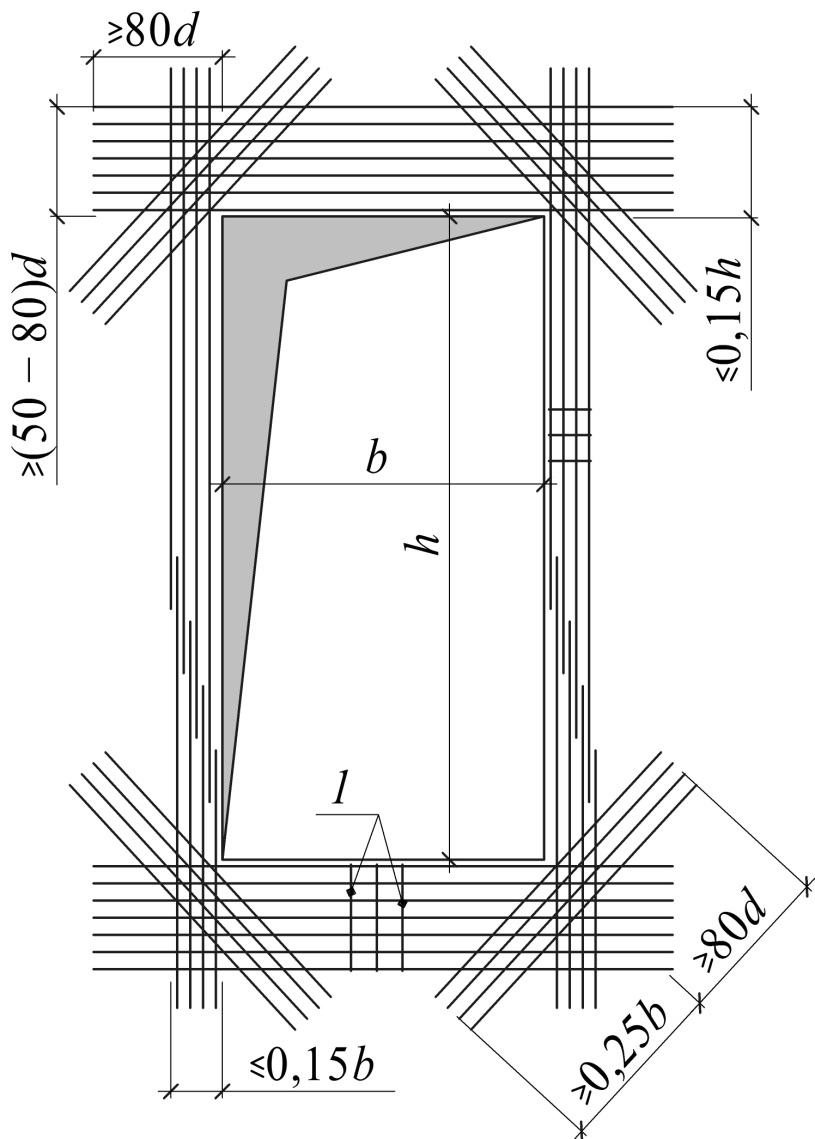 ≥80d
≥(50 – 80)d
≤0,15h
b
h
1
≥80d
≥0,25b
≤0,15b